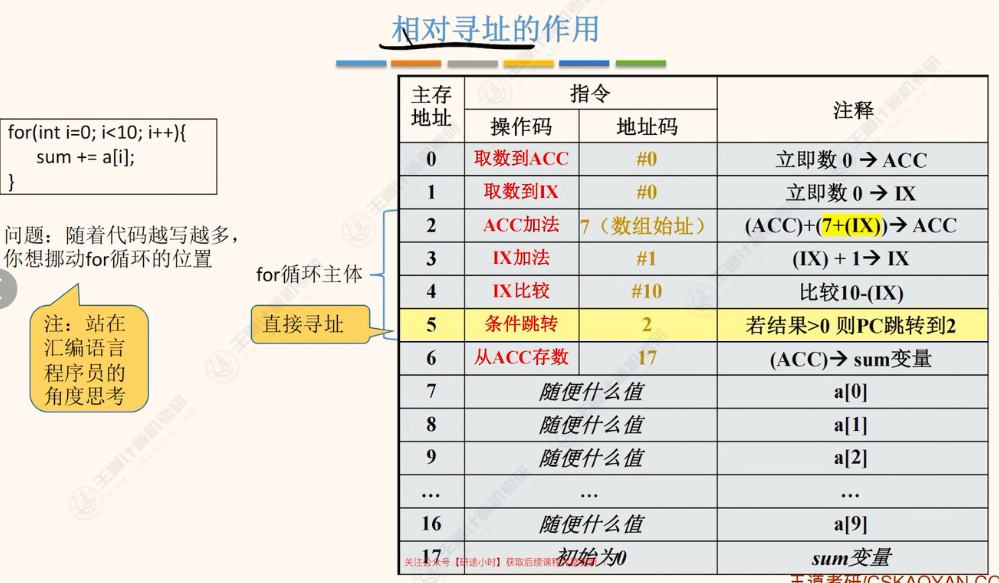 相对寻址的作用
for(int i=0; i<10; i++){
sum += a[i];
}
问题：随着代码越写越多，
你想挪动for循环的位置
注：站在
汇编语言
程序员的
角度思考
for循环主体
直接寻址
主存地址 指令 注释
操作码 地址码
0 取数到ACC #0 立即数 0 → ACC
1 取数到IX #0 立即数 0 → IX
2 ACC加法 7（数组始址） (ACC)+(7+(IX))→ ACC
3 IX加法 #1 (IX) + 1→ IX
4 IX比较 #10 比较10-(IX)
5 条件跳转 2 若结果>0 则PC跳转到2
6 从ACC存数 17 (ACC)→ sum变量
7 随便什么值 a[0]
8 随便什么值 a[1]
9 随便什么值 a[2]
... ... ...
16 随便什么值 a[9]
17 初始为0 sum变量
关注公众号【研途小时】获取后续课程
王道考研/CSKAOYAN.CO
王道计算机考研